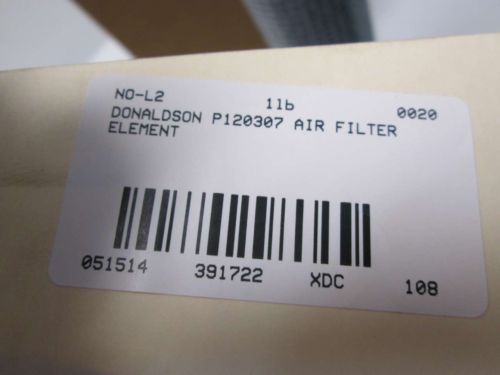 NO-L2 1lb 0020
DONALDSON P120307 AIR FILTER
ELEMENT
051514 391722 XDC 108